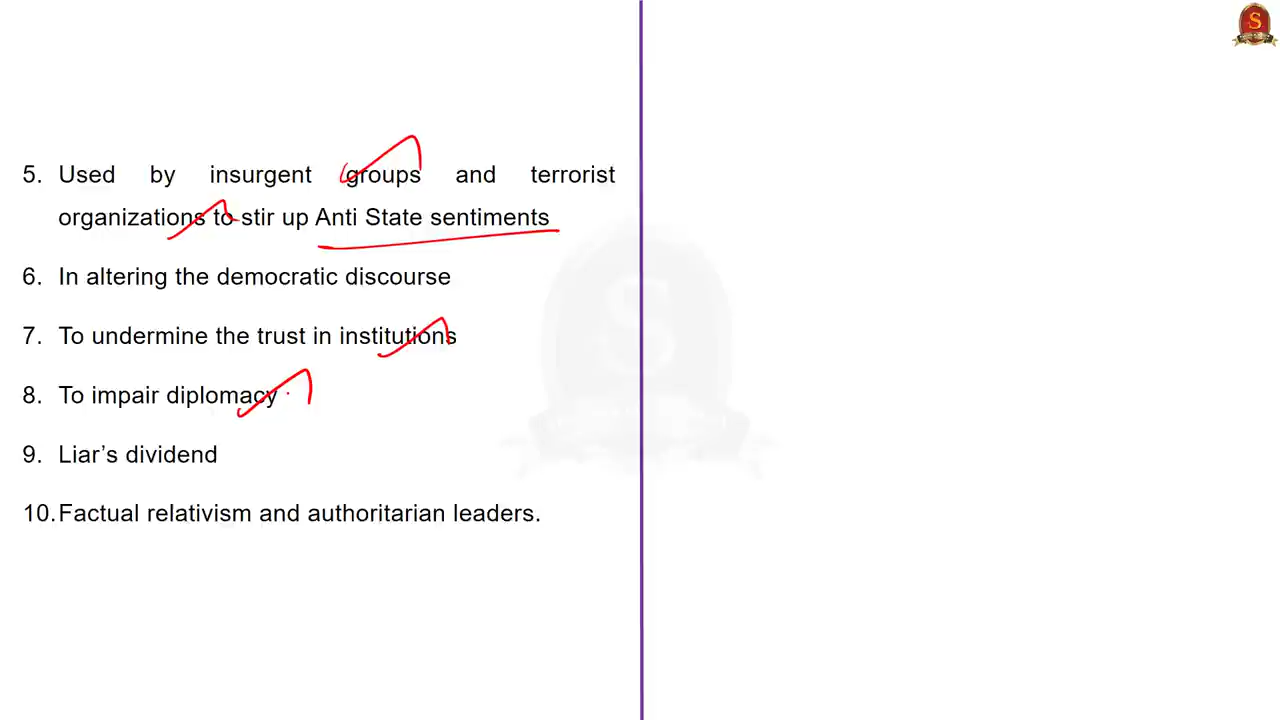 5. Used by insurgent groups and terrorist
organizations to stir up Anti State sentiments
6. In altering the democratic discourse
7. To undermine the trust in institutions
8. To impair diplomacy
9. Liar’s dividend
10. Factual relativism and authoritarian leaders.
S